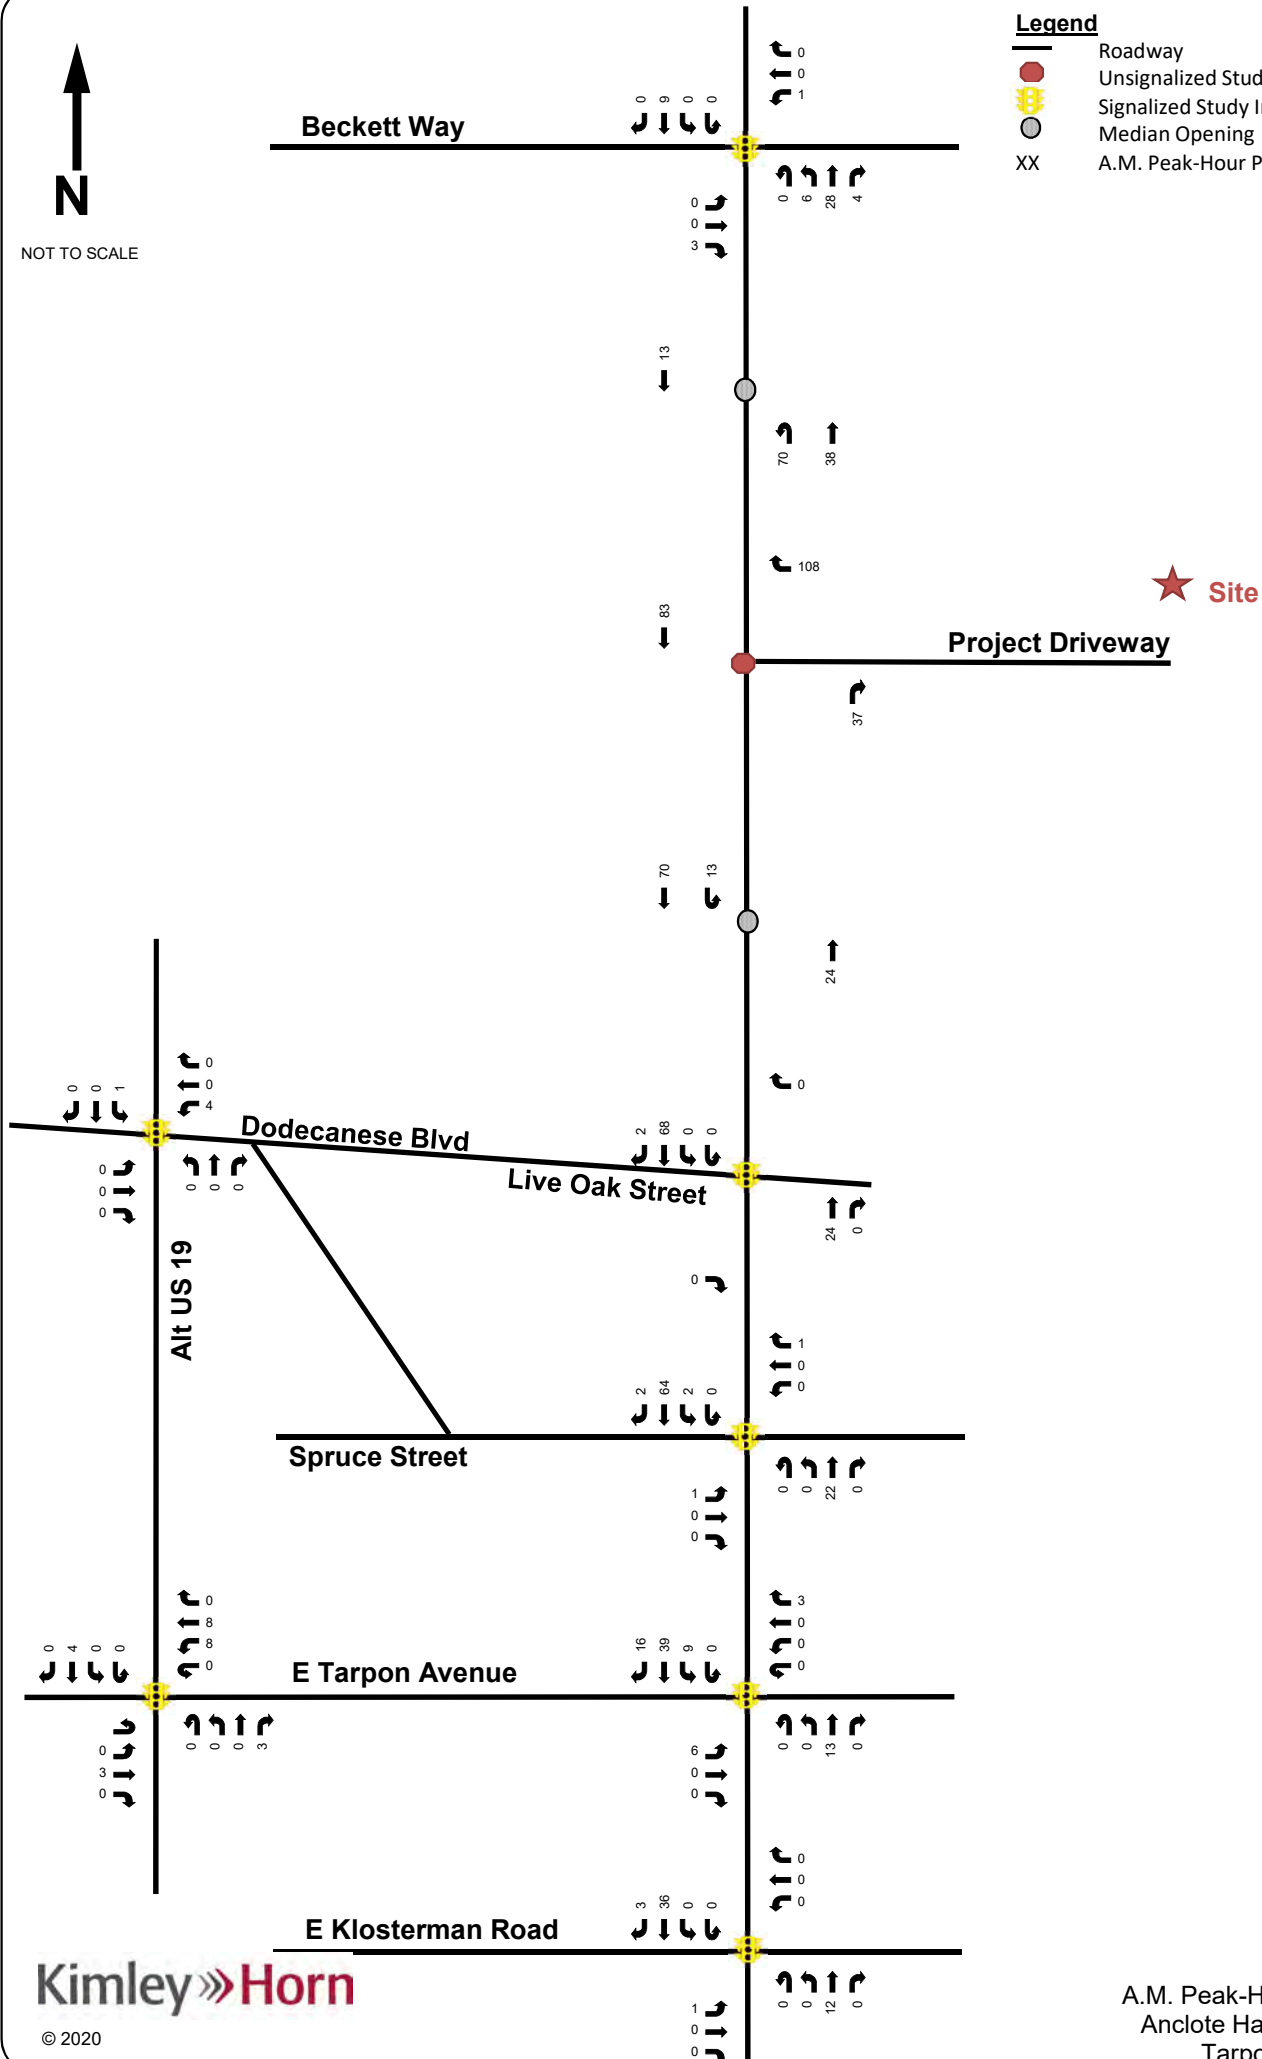 Legend
Roadway
Unsignalized Stud
Signalized Study I
Median Opening
XX A.M. Peak-Hour P
N
NOT TO SCALE
Beckett Way
0 9 0 0
0
0
1
0
0
3
0 6 28 4
13
70 38
108
83
Site
Project Driveway
37
70 13
24
0 0 1
0
0
4
Dodecanese Blvd
0
0
0
0 0 0
0
2 68 0 0
Live Oak Street
24 0
Alt US 19
0
1
0
0
2 64 2 0
Spruce Street
1
0
0
0 0 22 0
0 4 0 0
0
8
8
0
E Tarpon Avenue
16 39 9 0
3
0
0
0
0
3
0
0 0 0 3
6
0
0
0 0 13 0
0
0
0
3 36 0 0
E Klosterman Road
1
0
0
0 0 12 0
Kimley»Horn
© 2020
A.M. Peak-H
Anclote Ha
Tarpo